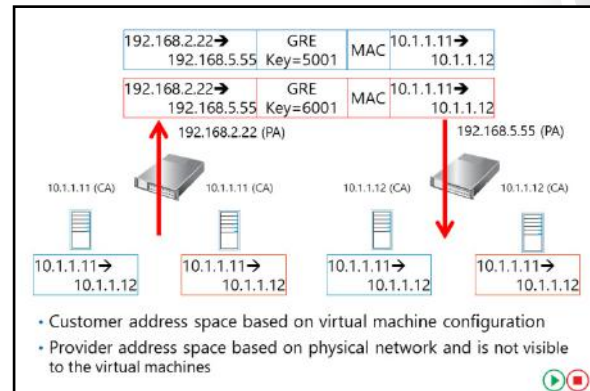 192.168.2.22➔
192.168.5.55
GRE
Key=5001
MAC
10.1.1.11➔
10.1.1.12
192.168.2.22➔
192.168.5.55
GRE
Key=6001
MAC
10.1.1.11➔
10.1.1.12
192.168.2.22 (PA)
192.168.5.55 (PA)
10.1.1.11 (CA)
10.1.1.11 (CA)
10.1.1.12 (CA)
10.1.1.12 (CA)
10.1.1.11➔
10.1.1.12
10.1.1.11➔
10.1.1.12
10.1.1.11➔
10.1.1.12
10.1.1.11➔
10.1.1.12
• Customer address space based on virtual machine configuration
• Provider address space based on physical network and is not visible
to the virtual machines